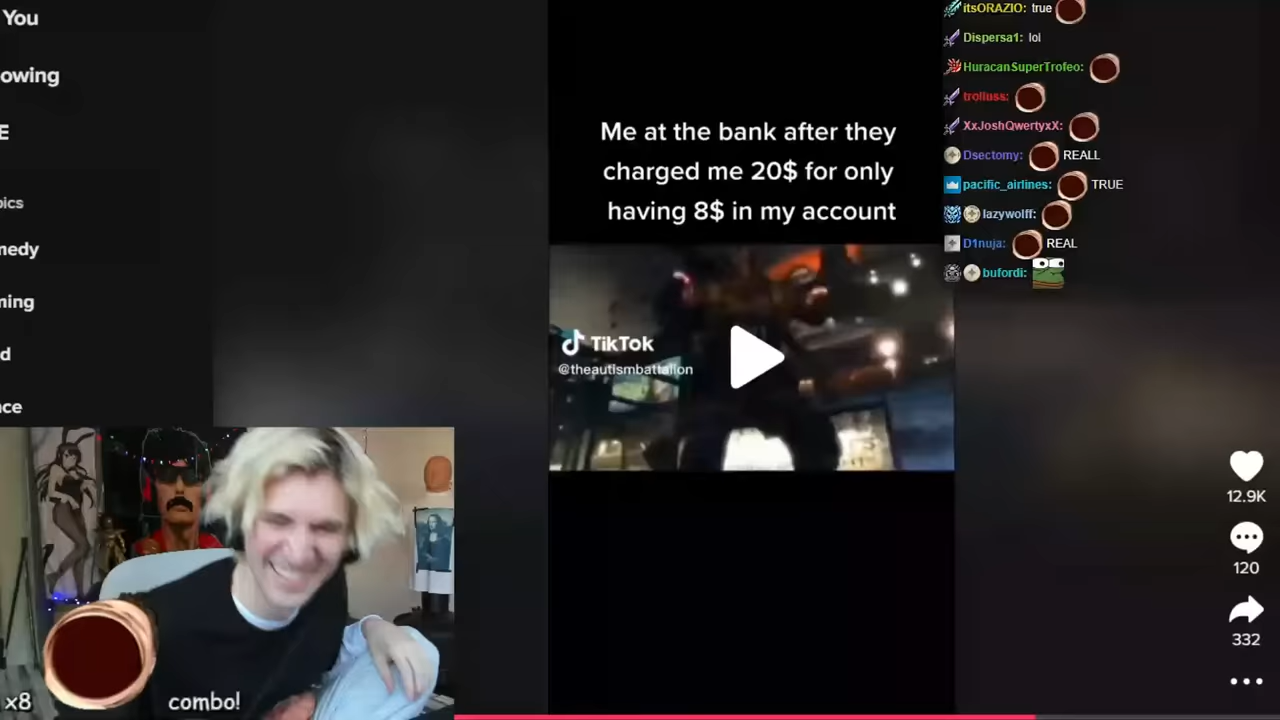 You
owing
E
pics
nedy
ning
d
nce
Me at the bank after they
charged me 20$ for only
having 8$ in my account
TikTok
@theautismbattalion
itsORAZIO: true
Dispersa1: lol
HuracanSuperTrofeo:
trolluss:
XxJoshQwertyxX:
Dsectomy: REALL
pacific_airlines: TRUE
lazywolff:
D1nuja: REAL
bufordi:
12.9K
120
332
x8 combo!